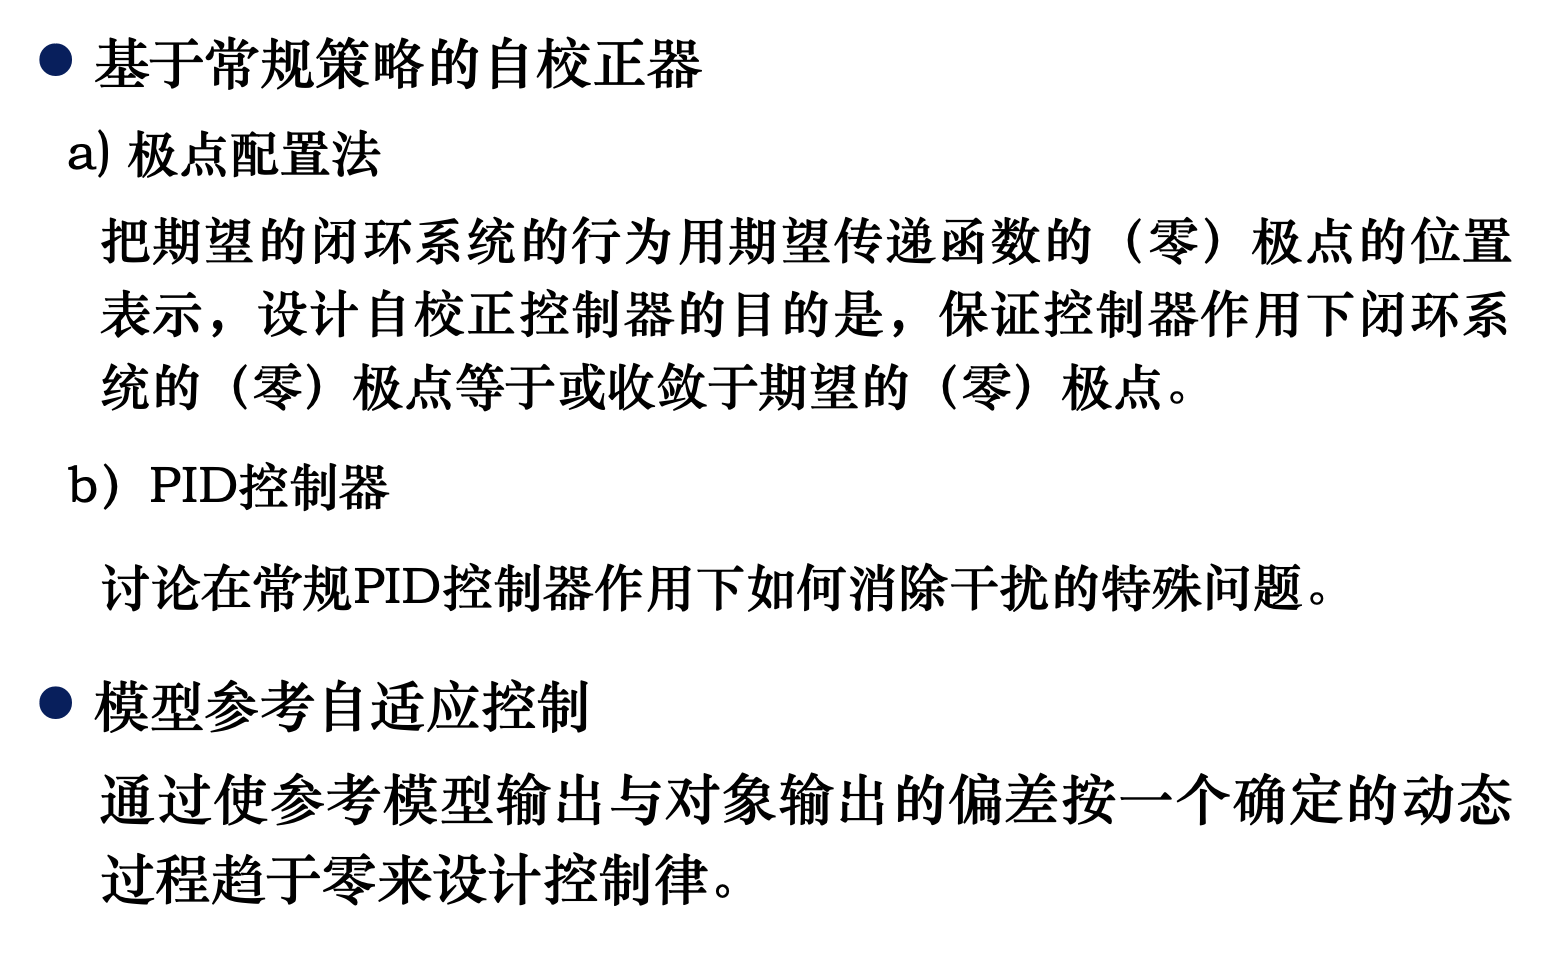 ● 基于常规策略的自校正器
a) 极点配置法
把期望的闭环系统的行为用期望传递函数的（零）极点的位置
表示，设计自校正控制器的目的是，保证控制器作用下闭环系
统的（零）极点等于或收敛于期望的（零）极点。
b）PID控制器
讨论在常规PID控制器作用下如何消除干扰的特殊问题。
● 模型参考自适应控制
通过使参考模型输出与对象输出的偏差按一个确定的动态
过程趋于零来设计控制律。